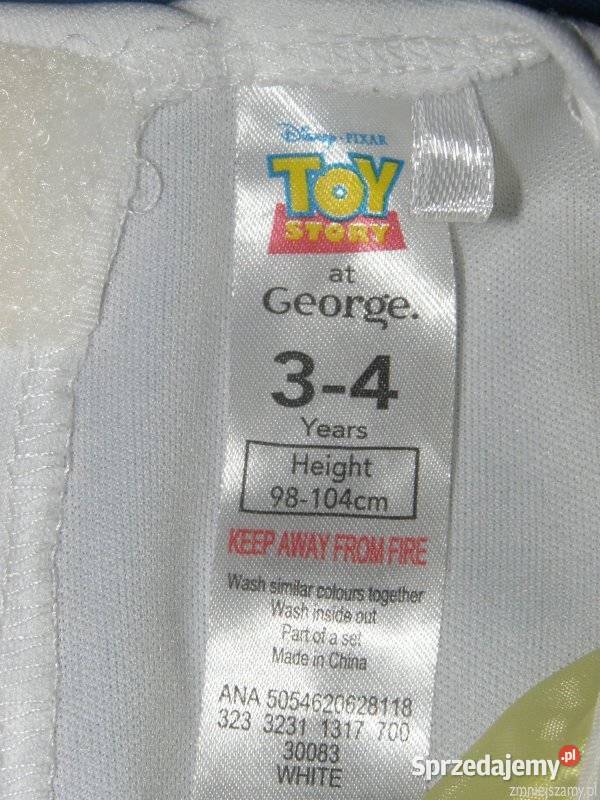 Disney · PIXAR
TOY
STORY
at
George.
3-4
Years
Height
98-104cm
KEEP AWAY FROM FIRE
Wash similar colours together
Wash inside out
Part of a set
Made in China
ANA 5054620628118
323 3231 1317 700
30083
WHITE
Sprzedajemy.pl
zmniejszamy.pl